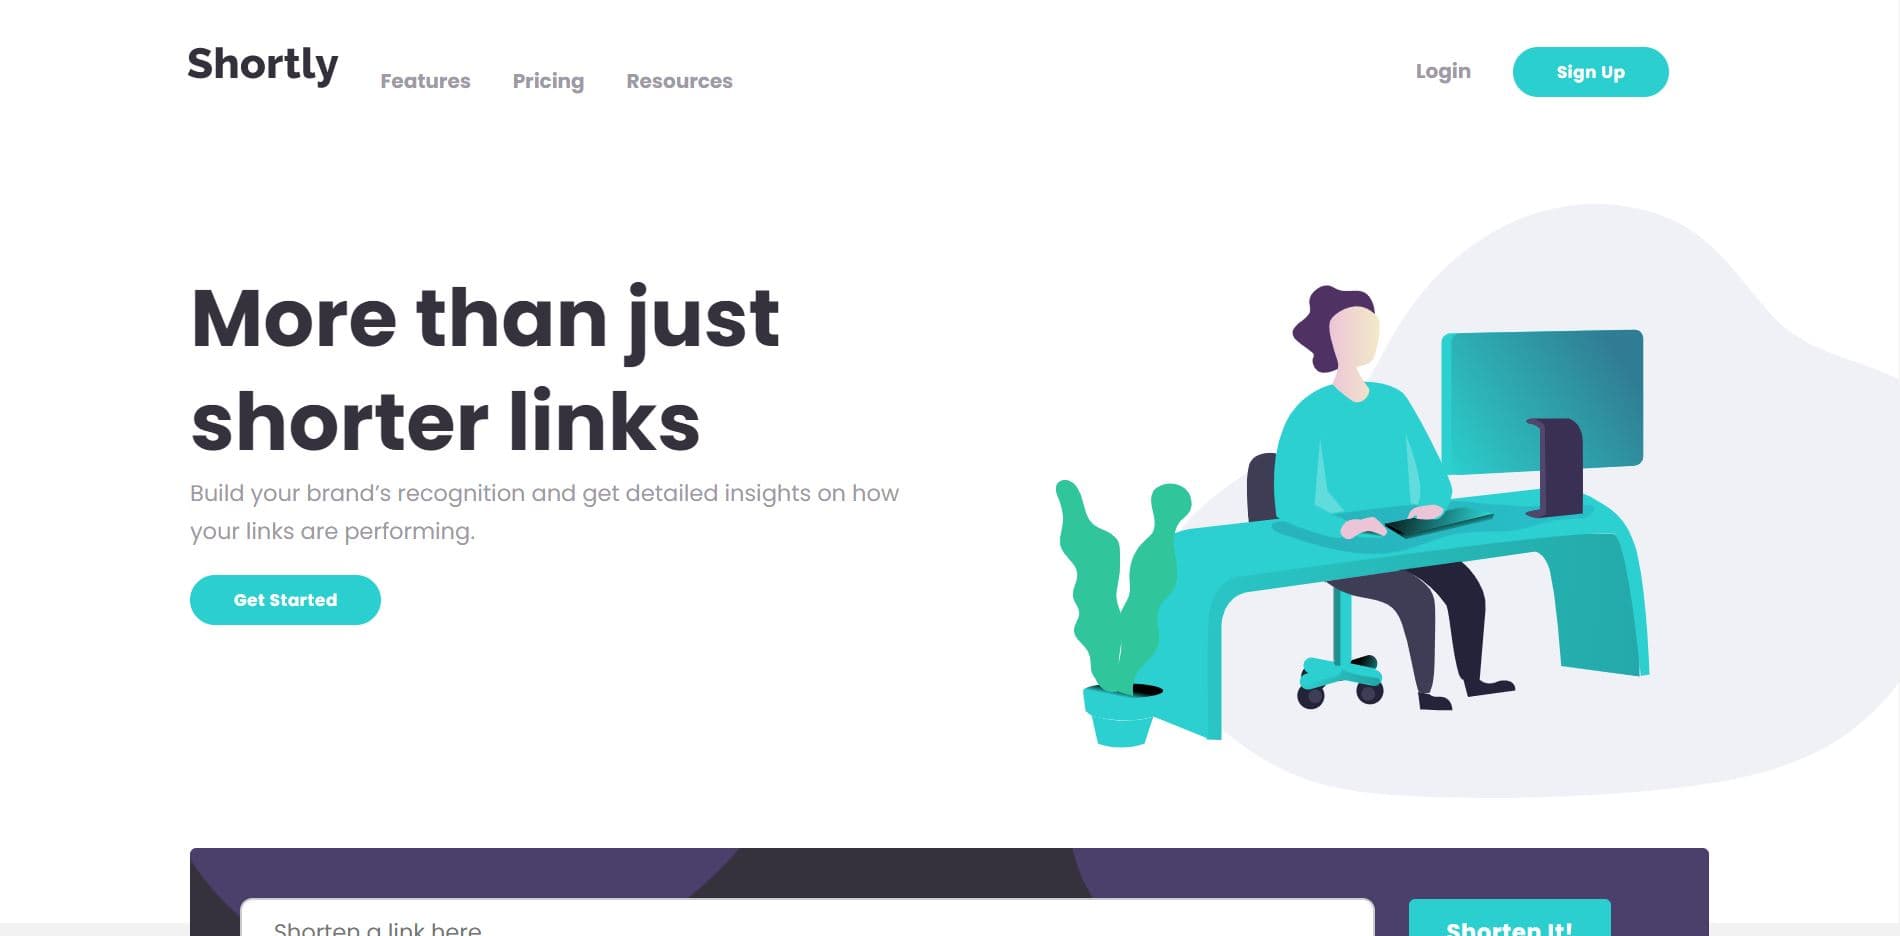 Shortly
Features Pricing Resources
Login
Sign Up
More than just
shorter links
Build your brand’s recognition and get detailed insights on how
your links are performing.
Get Started
Shorten a link here
Shorten It!